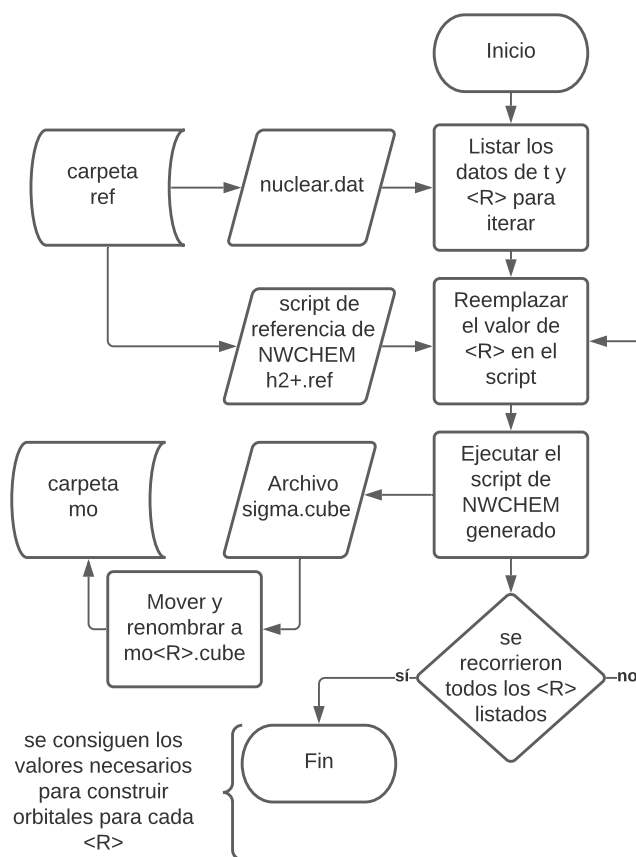 Inicio
carpeta
ref
nuclear.dat
Listar los
datos de t y
<R> para
iterar
script de
referencia de
NWCHEM
h2+.ref
Reemplazar
el valor de
<R> en el
script
carpeta
mo
Archivo
sigma.cube
Ejecutar el
script de
NWCHEM
generado
Mover y
renombrar a
mo<R>.cube
se
recorrieron
todos los <R>
listados
sí
no
Fin
se consiguen los
valores necesarios
para construir
orbitales para cada
<R>